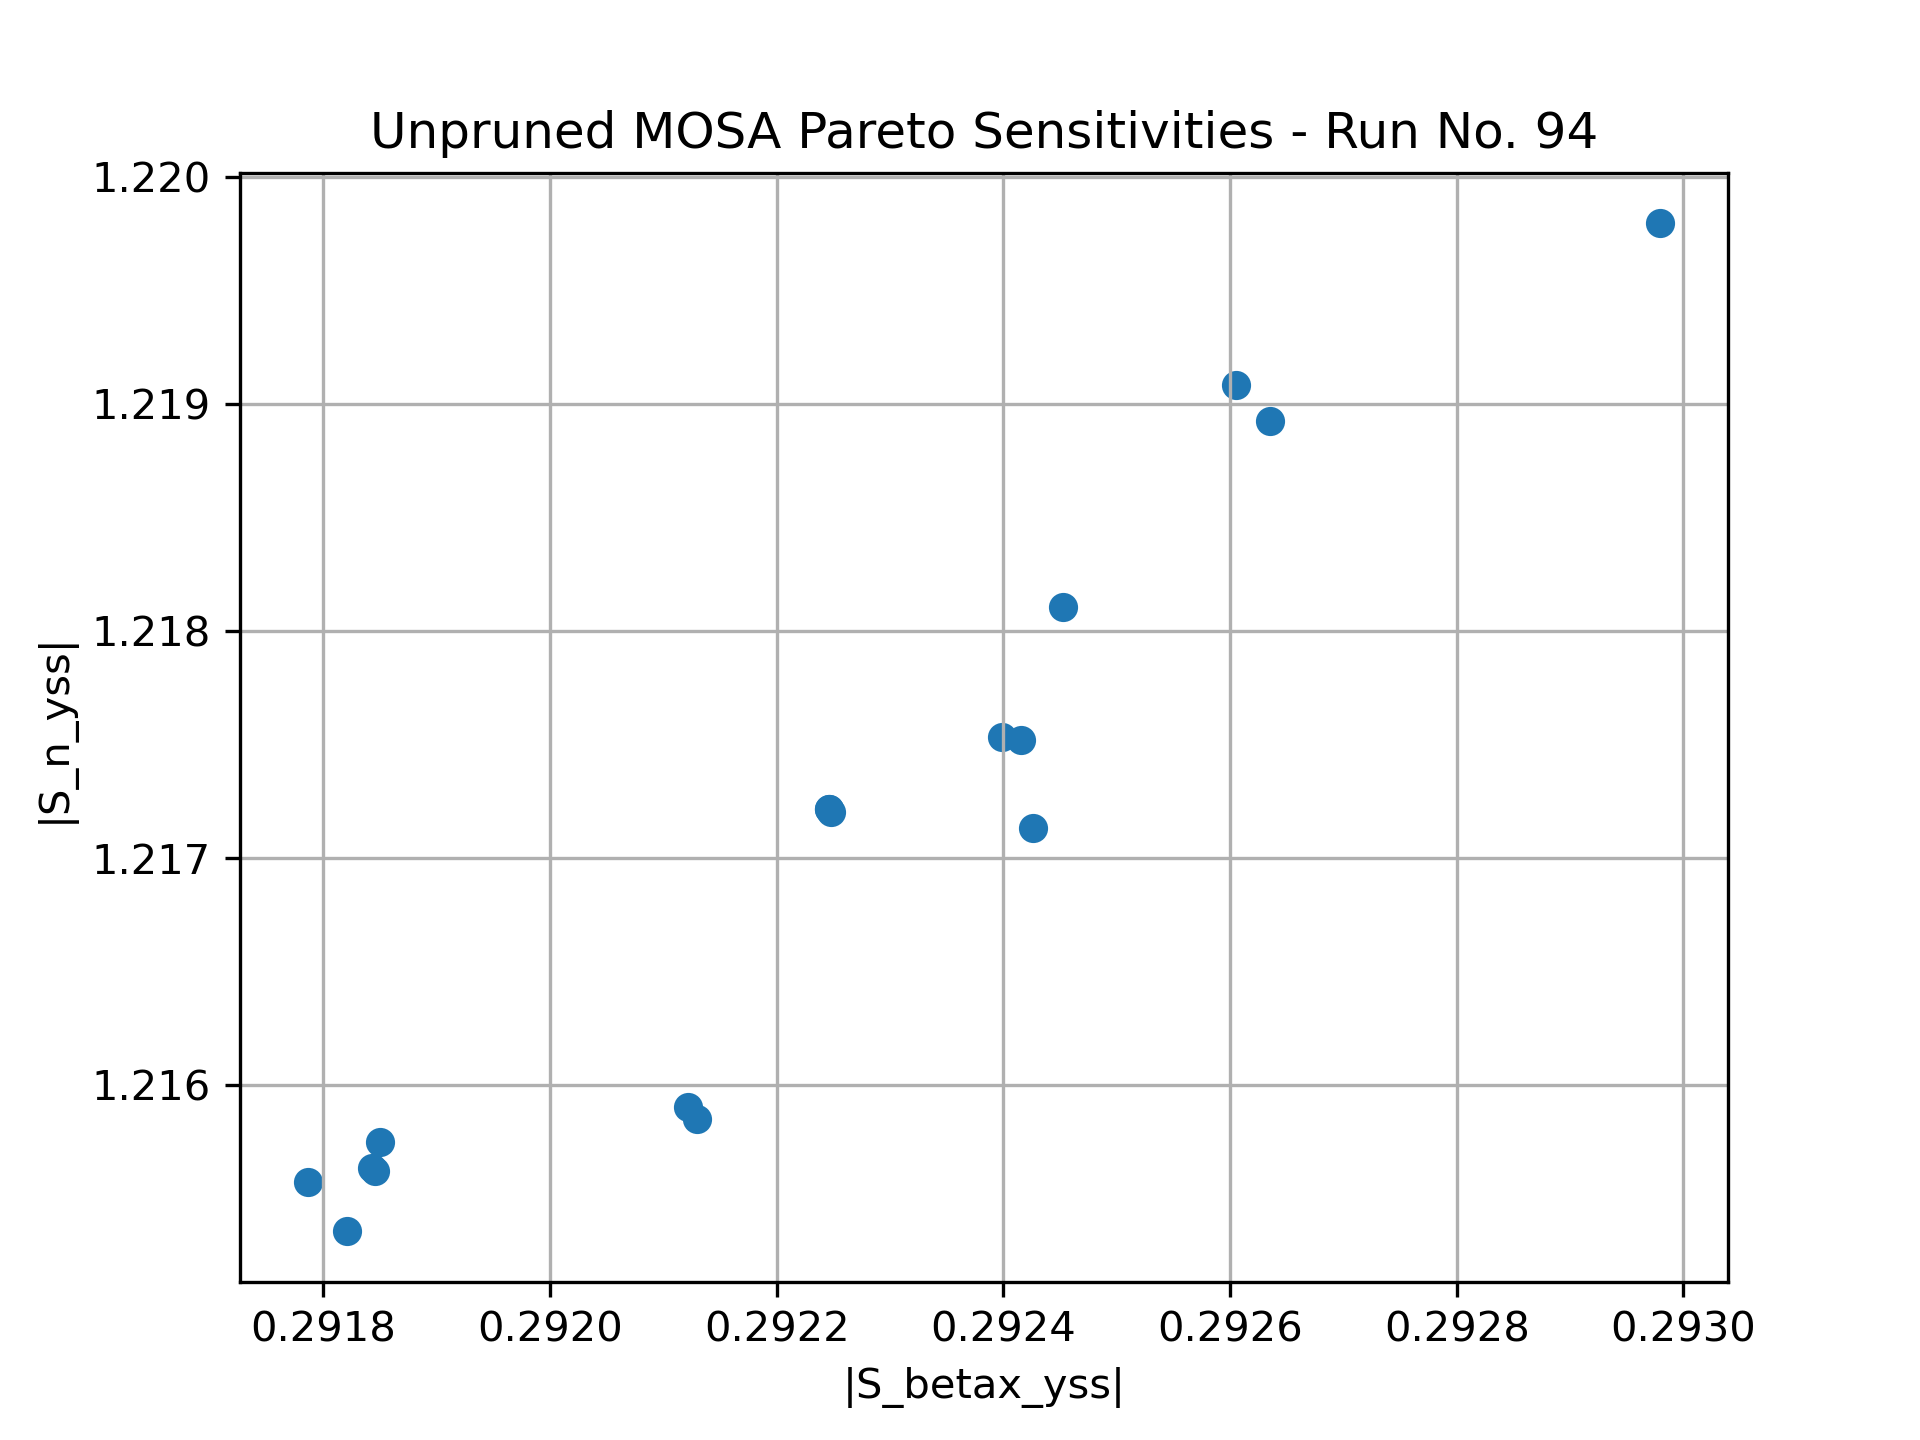 Unpruned MOSA Pareto Sensitivities - Run No. 94
1.220
1.219
1.218
1.217
1.216
|S_n_yss|
0.2918 0.2920 0.2922 0.2924 0.2926 0.2928 0.2930
|S_betax_yss|